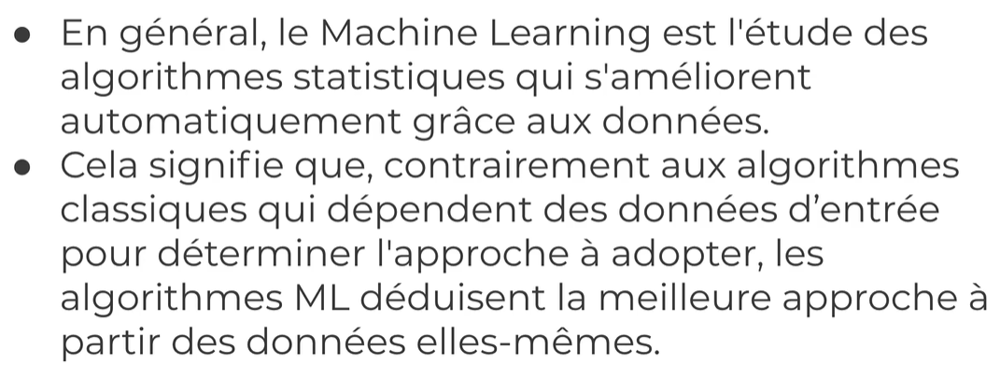 ● En général, le Machine Learning est l'étude des
algorithmes statistiques qui s'améliorent
automatiquement grâce aux données.
● Cela signifie que, contrairement aux algorithmes
classiques qui dépendent des données d’entrée
pour déterminer l'approche à adopter, les
algorithmes ML déduisent la meilleure approche à
partir des données elles-mêmes.